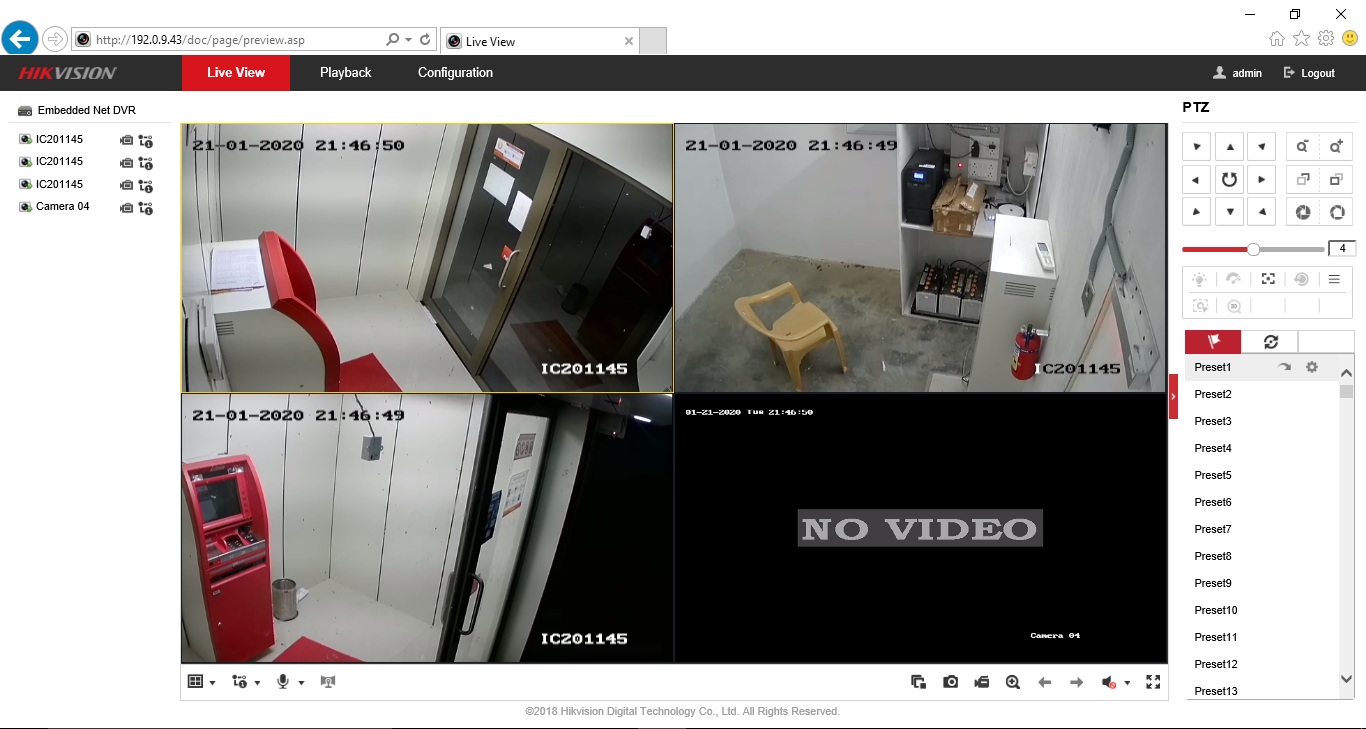 http://192.0.9.43/doc/page/preview.asp
Live View
HIKVISION
Live View
Playback
Configuration
admin
Logout
Embedded Net DVR
IC201145
IC201145
IC201145
Camera 04
21-01-2020 21:46:50
IC201145
21-01-2020 21:46:49
IC201145
21-01-2020 21:46:49
IC201145
01-21-2020 Tue 21:46:50
NO VIDEO
Camera 04
PTZ
4
3D
Preset1
Preset2
Preset3
Preset4
Preset5
Preset6
Preset7
Preset8
Preset9
Preset10
Preset11
Preset12
Preset13
©2018 Hikvision Digital Technology Co., Ltd. All Rights Reserved.